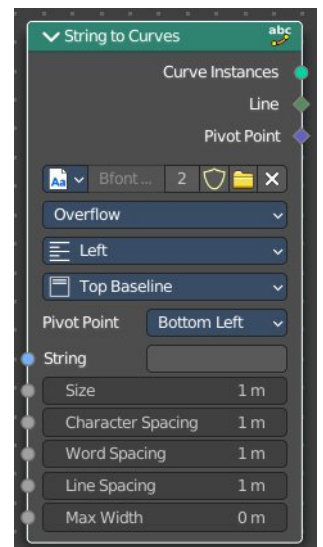 String to Curves
abc
Curve Instances
Line
Pivot Point
Aa Bfont ... 2
Overflow
Left
Top Baseline
Pivot Point Bottom Left
String
Size 1 m
Character Spacing 1 m
Word Spacing 1 m
Line Spacing 1 m
Max Width 0 m